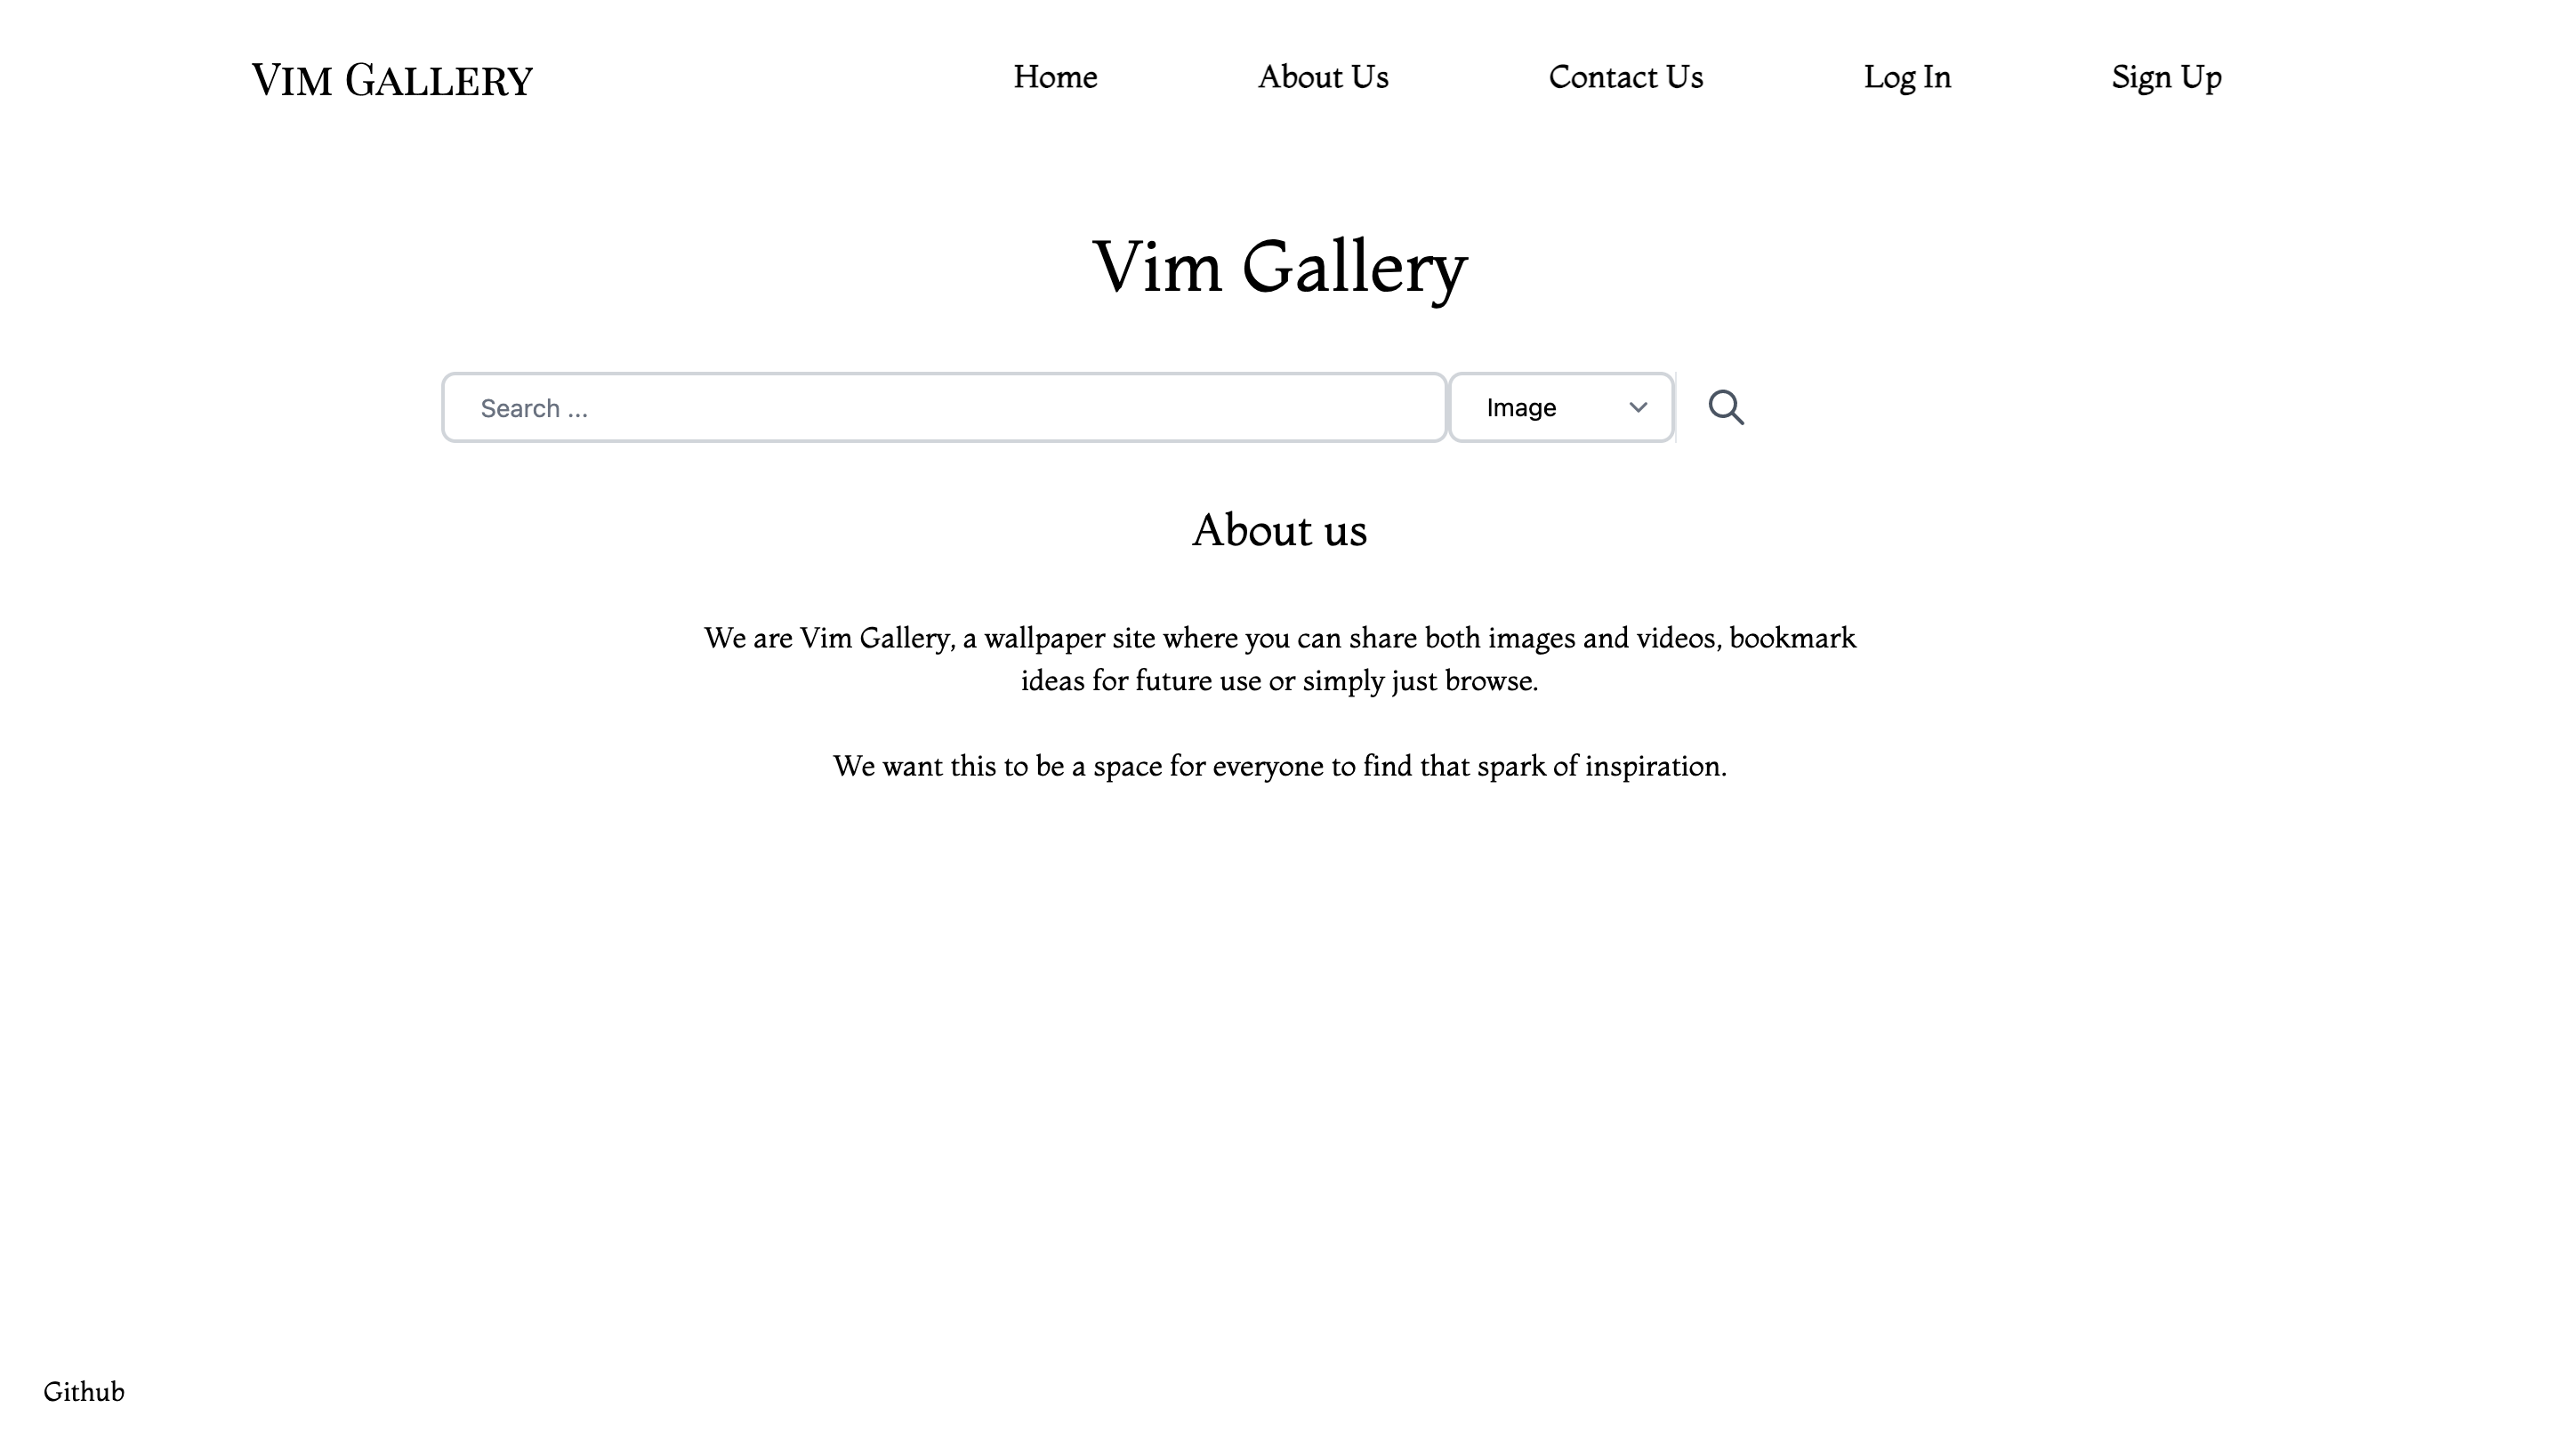 Vim Gallery
Home
About Us
Contact Us
Log In
Sign Up
Vim Gallery
Search ...
Image
About us
We are Vim Gallery, a wallpaper site where you can share both images and videos, bookmark
ideas for future use or simply just browse.
We want this to be a space for everyone to find that spark of inspiration.
Github